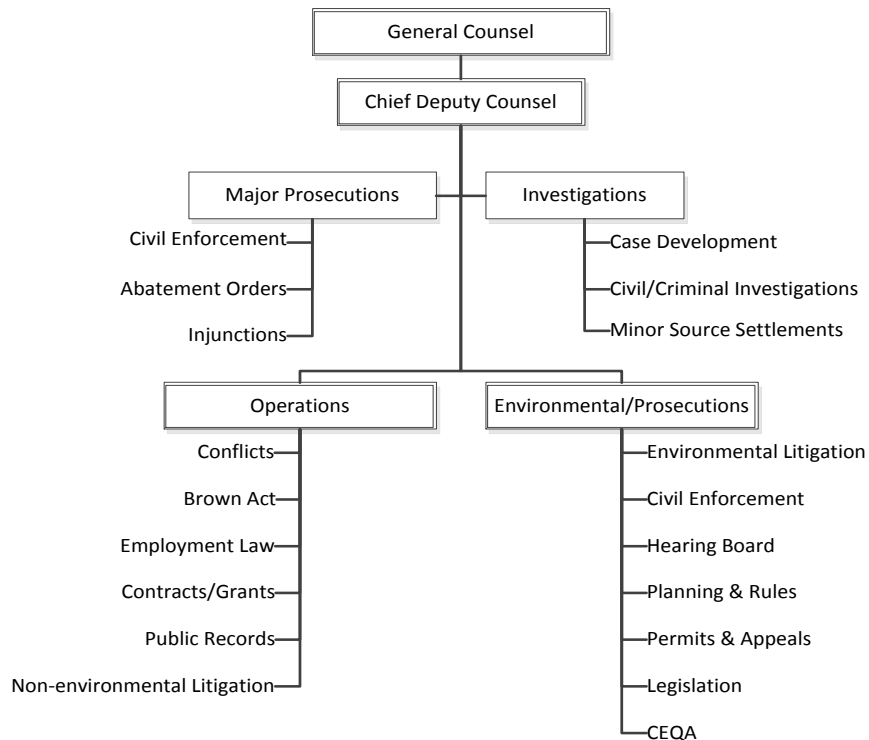 General Counsel
Chief Deputy Counsel
Major Prosecutions
Civil Enforcement
Abatement Orders
Injunctions
Investigations
Case Development
Civil/Criminal Investigations
Minor Source Settlements
Operations
Conflicts
Brown Act
Employment Law
Contracts/Grants
Public Records
Non-environmental Litigation
Environmental/Prosecutions
Environmental Litigation
Civil Enforcement
Hearing Board
Planning & Rules
Permits & Appeals
Legislation
CEQA